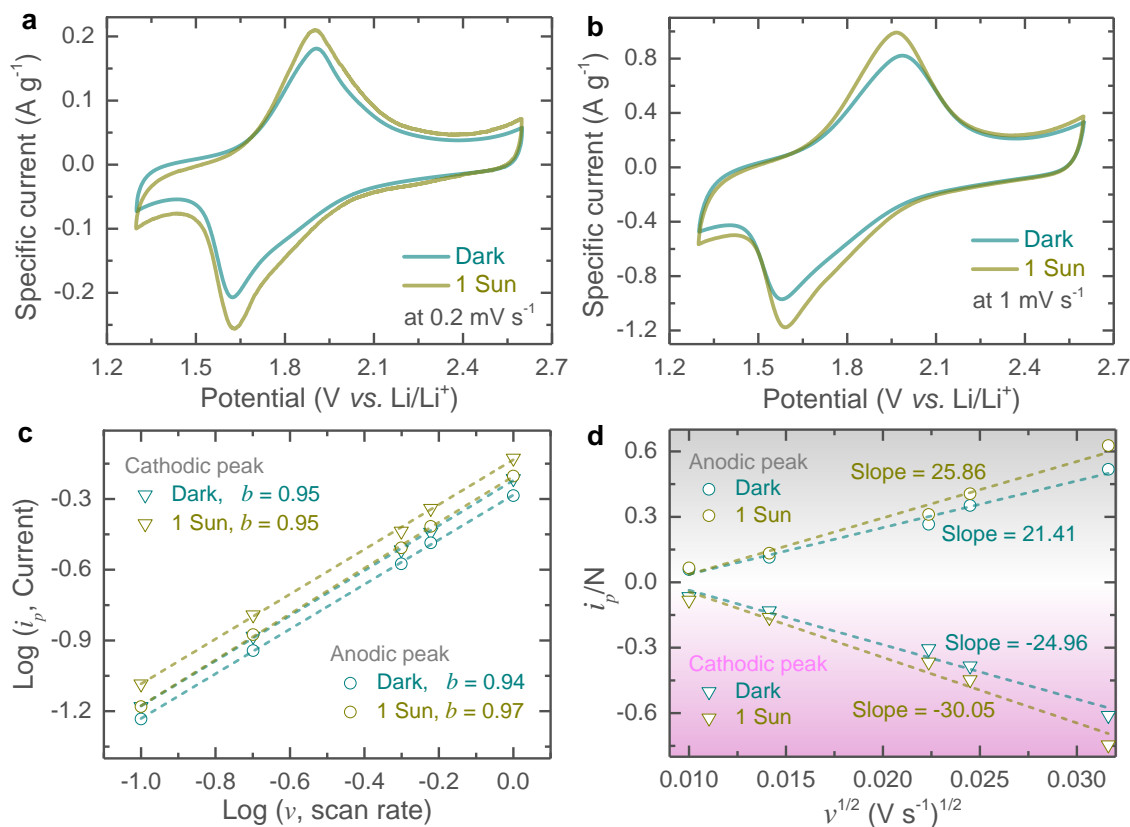 a
0.2
0.1
0.0
-0.1
-0.2
Specific current (A g⁻¹)
Dark
1 Sun
at 0.2 mV s⁻¹
1.2 1.5 1.8 2.1 2.4 2.7
Potential (V vs. Li/Li⁺)
b
0.8
0.4
0.0
-0.4
-0.8
-1.2
Specific current (A g⁻¹)
Dark
1 Sun
at 1 mV s⁻¹
1.2 1.5 1.8 2.1 2.4 2.7
Potential (V vs. Li/Li⁺)
c
-0.3
-0.6
-0.9
-1.2
Log (iₚ, Current)
Cathodic peak
Dark, b = 0.95
1 Sun, b = 0.95
Anodic peak
Dark, b = 0.94
1 Sun, b = 0.97
-1.0 -0.8 -0.6 -0.4 -0.2 0.0
Log (v, scan rate)
d
0.6
0.3
0.0
-0.3
-0.6
iₚ/N
Anodic peak
Dark
1 Sun
Slope = 25.86
Slope = 21.41
Slope = -24.96
Cathodic peak
Dark
1 Sun
Slope = -30.05
0.010 0.015 0.020 0.025 0.030
v¹ᐟ² (V s⁻¹)¹ᐟ²